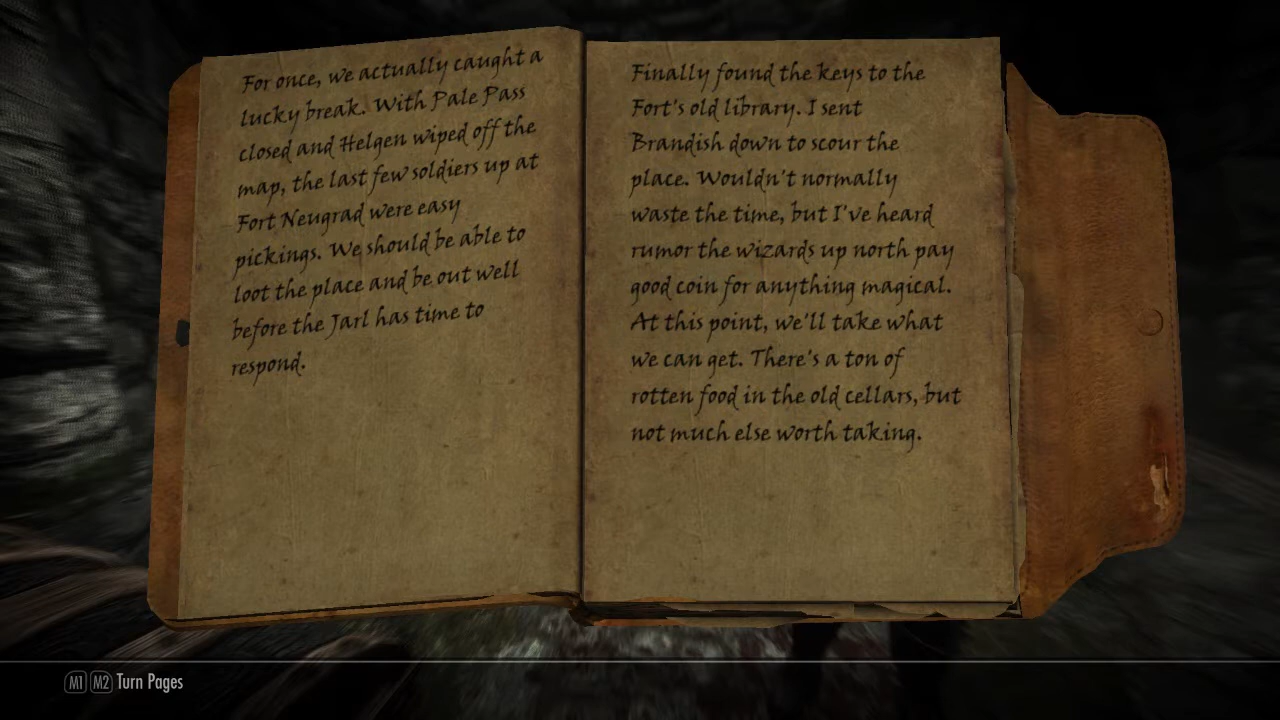 For once, we actually caught a
lucky break. With Pale Pass
closed and Helgen wiped off the
map, the last few soldiers up at
Fort Neugrad were easy
pickings. We should be able to
loot the place and be out well
before the Jarl has time to
respond.
Finally found the keys to the
Fort's old library. I sent
Brandish down to scour the
place. Wouldn't normally
waste the time, but I've heard
rumor the wizards up north pay
good coin for anything magical.
At this point, we'll take what
we can get. There's a ton of
rotten food in the old cellars, but
not much else worth taking.
M1 M2 Turn Pages